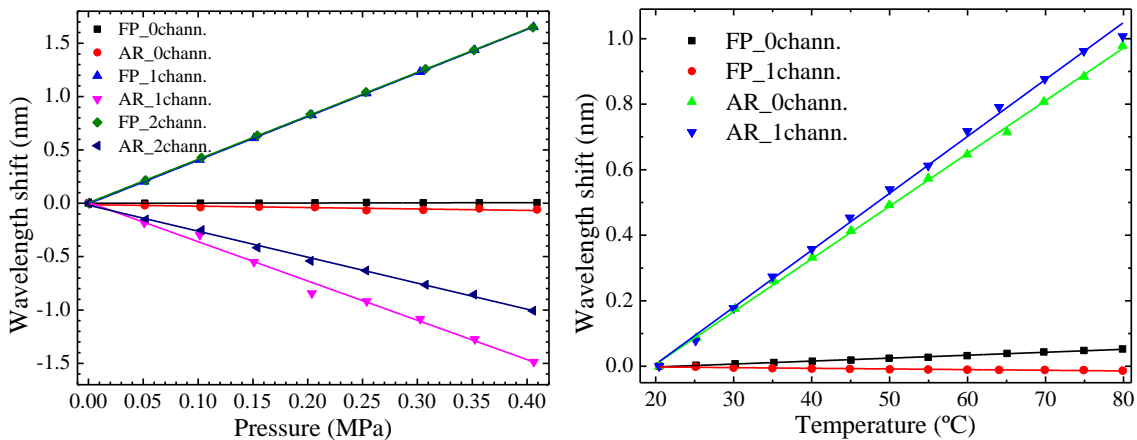 1.5
1.0
0.5
0.0
-0.5
-1.0
-1.5
Wavelength shift (nm)
FP_0chann.
AR_0chann.
FP_1chann.
AR_1chann.
FP_2chann.
AR_2chann.
0.00 0.05 0.10 0.15 0.20 0.25 0.30 0.35 0.40
Pressure (MPa)
1.0
0.8
0.6
0.4
0.2
0.0
Wavelength shift (nm)
FP_0chann.
FP_1chann.
AR_0chann.
AR_1chann.
20 30 40 50 60 70 80
Temperature (ºC)